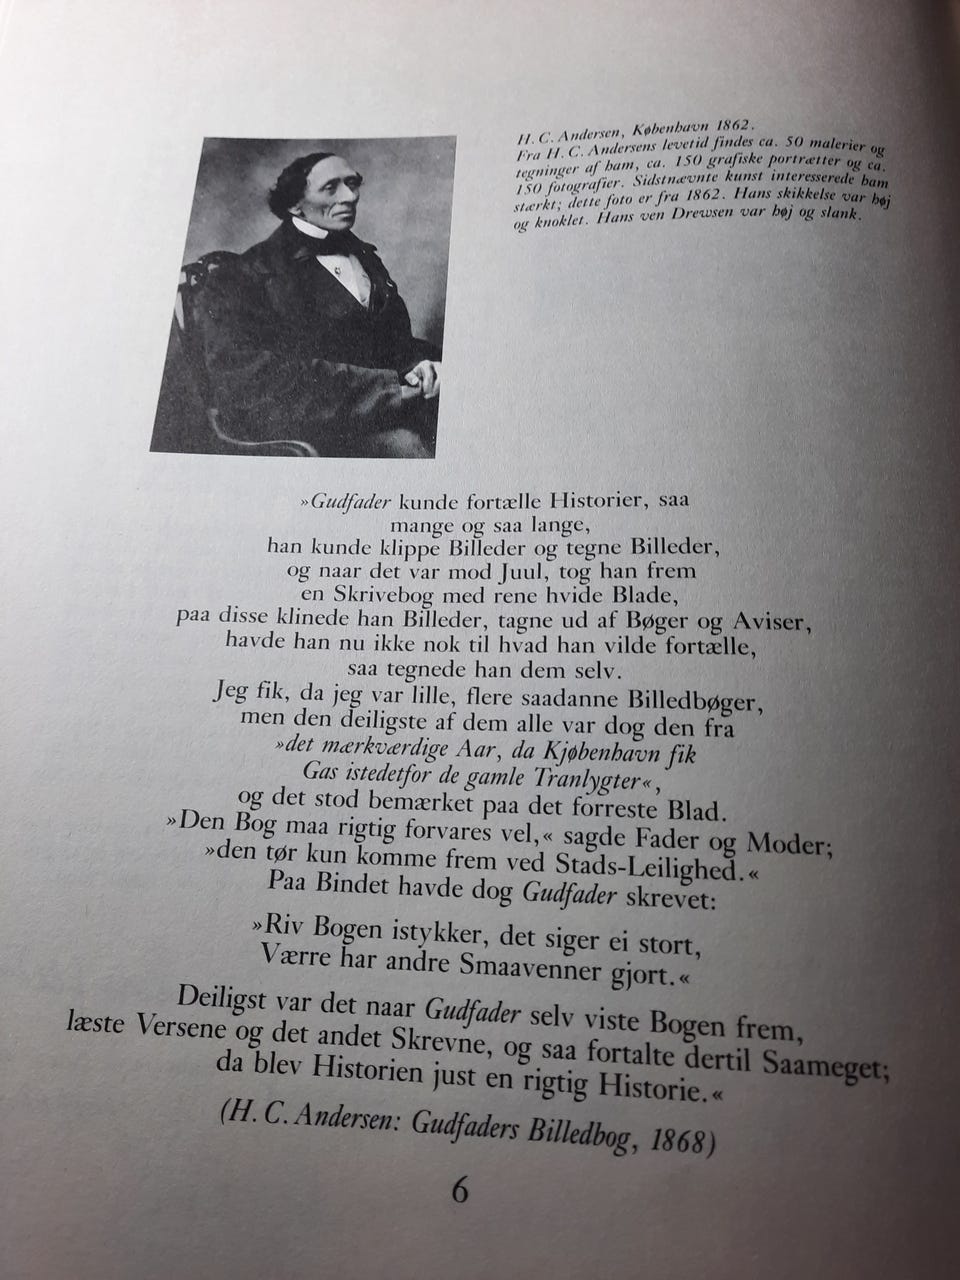 H. C. Andersen, København 1862.
Fra H. C. Andersens levetid findes ca. 50 malerier og
tegninger af ham, ca. 150 grafiske portrætter og ca.
150 fotografier. Sidstnævnte kunst interesserede ham
stærkt; dette foto er fra 1862. Hans skikkelse var høj
og knoklet. Hans ven Drewsen var høj og slank.
»Gudfader kunde fortælle Historier, saa
mange og saa lange,
han kunde klippe Billeder og tegne Billeder,
og naar det var mod Juul, tog han frem
en Skrivebog med rene hvide Blade,
paa disse klinede han Billeder, tagne ud af Bøger og Aviser,
havde han nu ikke nok til hvad han vilde fortælle,
saa tegnede han dem selv.
Jeg fik, da jeg var lille, flere saadanne Billedbøger,
men den deiligste af dem alle var dog den fra
»det mærkværdige Aar, da Kjøbenhavn fik
Gas istedetfor de gamle Tranlygter«,
og det stod bemærket paa det forreste Blad.
»Den Bog maa rigtig forvares vel,« sagde Fader og Moder;
»den tør kun komme frem ved Stads-Leilighed.«
Paa Bindet havde dog Gudfader skrevet:
»Riv Bogen istykker, det siger ei stort,
Værre har andre Smaavenner gjort.«
Deiligst var det naar Gudfader selv viste Bogen frem,
læste Versene og det andet Skrevne, og saa fortalte dertil Saameget;
da blev Historien just en rigtig Historie.«
(H. C. Andersen: Gudfaders Billedbog, 1868)
6